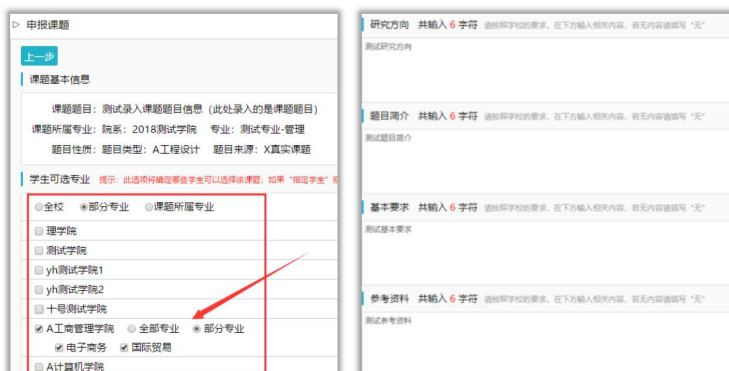 申报课题
上一步
课题基本信息
课题题目：测试录入课题题目信息（此处录入的是课题题目）
课题所属专业：院系：2018测试学院 专业：测试专业-管理
题目性质：题目类型：A工程设计 题目来源：X真实课题
学生可选专业 提示：此选项将确定哪些学生可以选择该课题；如果“指定学生”
全校 部分专业 课题所属专业
理学院
测试学院
yh测试学院1
yh测试学院2
十号测试学院
A工商管理学院 全部专业 部分专业
电子商务 国际贸易
A计算机学院
研究方向 共输入 6 字符 请按照学校的要求，在下方输入相关内容，若无内容请填写“无”
测试研究方向
题目简介 共输入 6 字符 请按照学校的要求，在下方输入相关内容，若无内容请填写“无”
测试题目简介
基本要求 共输入 6 字符 请按照学校的要求，在下方输入相关内容，若无内容请填写“无”
测试基本要求
参考资料 共输入 6 字符 请按照学校的要求，在下方输入相关内容，若无内容请填写“无”
测试参考资料